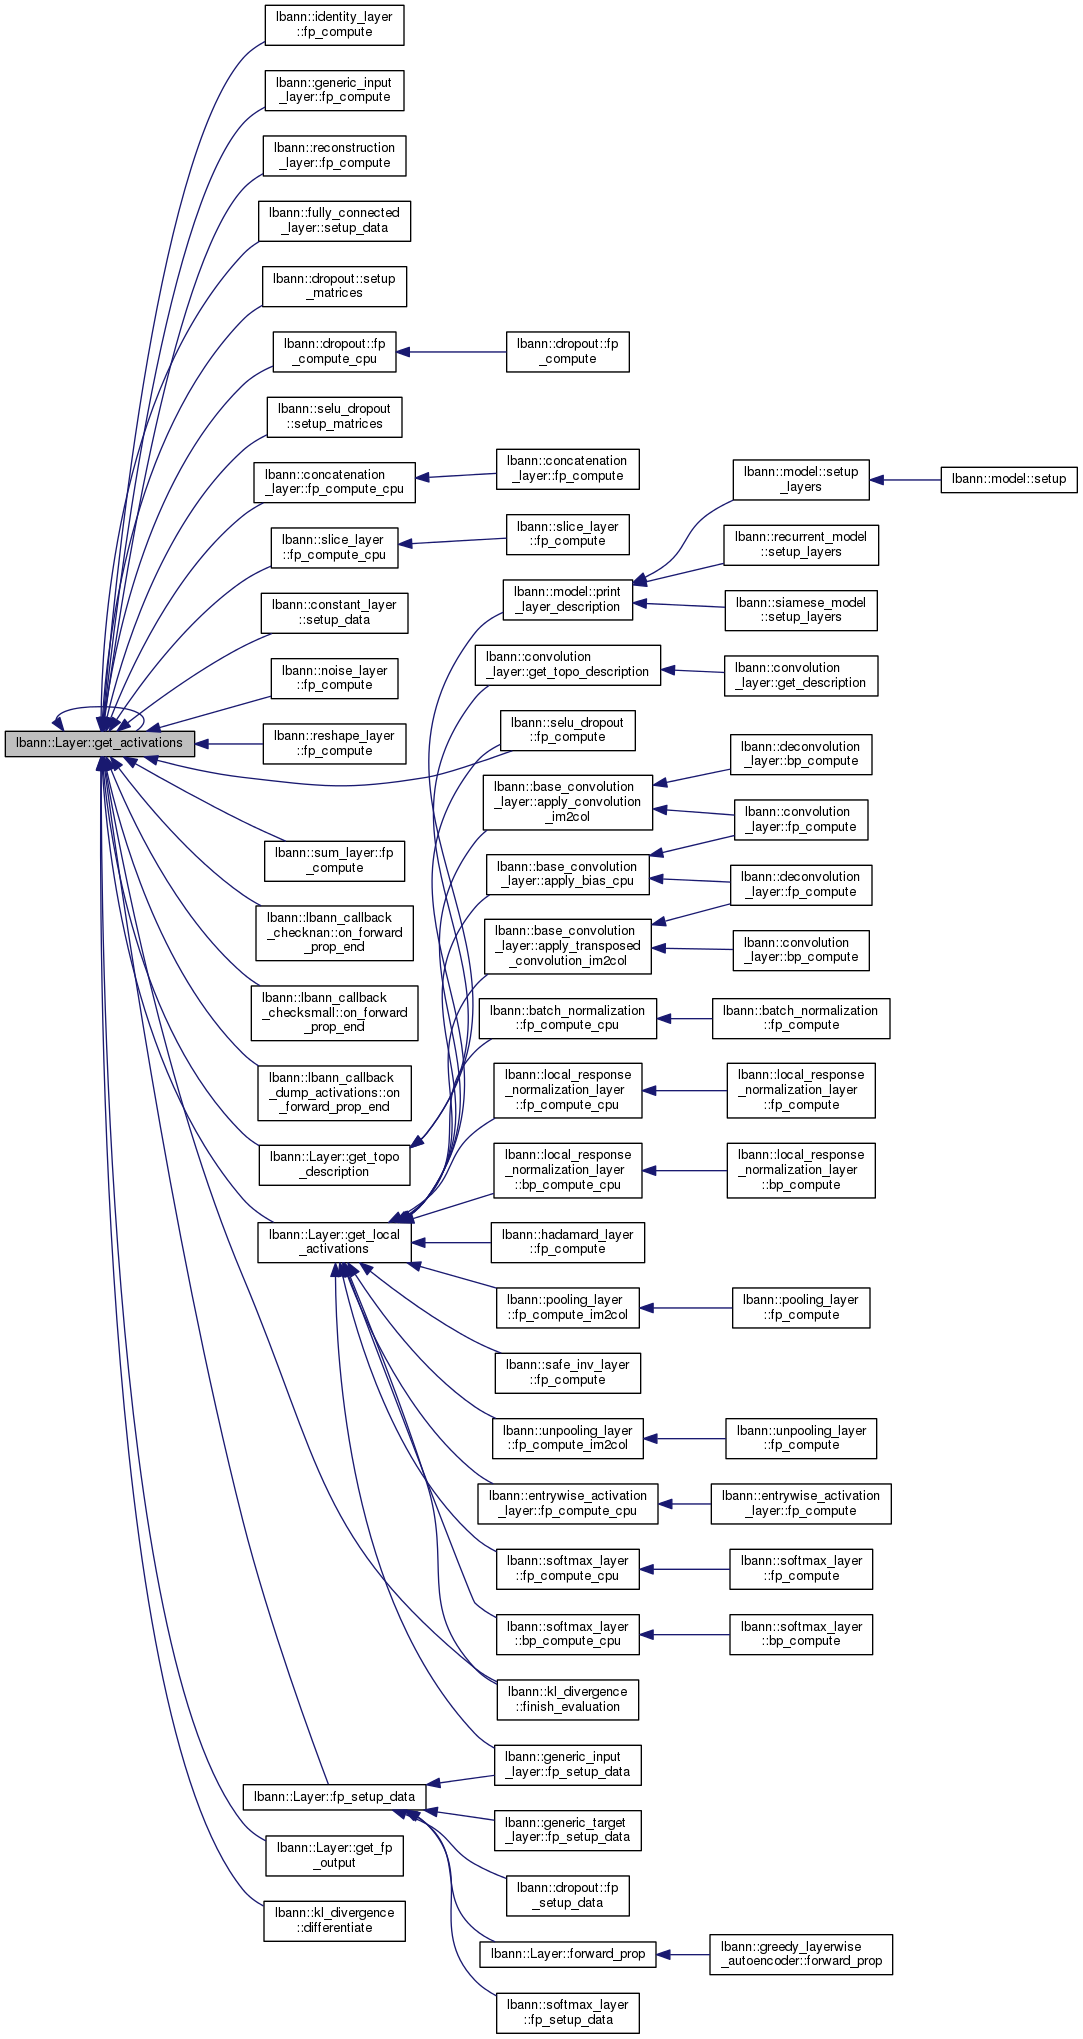 lbann::identity_layer
::fp_compute
lbann::generic_input
_layer::fp_compute
lbann::reconstruction
_layer::fp_compute
lbann::fully_connected
_layer::setup_data
lbann::dropout::setup
_matrices
lbann::dropout::fp
_compute_cpu
lbann::dropout::fp
_compute
lbann::selu_dropout
::setup_matrices
lbann::concatenation
_layer::fp_compute_cpu
lbann::concatenation
_layer::fp_compute
lbann::model::setup
_layers
lbann::model::setup
lbann::slice_layer
::fp_compute_cpu
lbann::slice_layer
::fp_compute
lbann::recurrent_model
::setup_layers
lbann::constant_layer
::setup_data
lbann::model::print
_layer_description
lbann::siamese_model
::setup_layers
lbann::noise_layer
::fp_compute
lbann::convolution
_layer::get_topo_description
lbann::convolution
_layer::get_description
lbann::Layer::get_activations
lbann::reshape_layer
::fp_compute
lbann::selu_dropout
::fp_compute
lbann::deconvolution
_layer::bp_compute
lbann::base_convolution
_layer::apply_convolution
_im2col
lbann::convolution
_layer::fp_compute
lbann::sum_layer::fp
_compute
lbann::base_convolution
_layer::apply_bias_cpu
lbann::deconvolution
_layer::fp_compute
lbann::lbann_callback
_checknan::on_forward
_prop_end
lbann::base_convolution
_layer::apply_transposed
_convolution_im2col
lbann::convolution
_layer::bp_compute
lbann::lbann_callback
_checksmall::on_forward
_prop_end
lbann::batch_normalization
::fp_compute_cpu
lbann::batch_normalization
::fp_compute
lbann::lbann_callback
_dump_activations::on
_forward_prop_end
lbann::local_response
_normalization_layer
::fp_compute_cpu
lbann::local_response
_normalization_layer
::fp_compute
lbann::Layer::get_topo
_description
lbann::local_response
_normalization_layer
::bp_compute_cpu
lbann::local_response
_normalization_layer
::bp_compute
lbann::Layer::get_local
_activations
lbann::hadamard_layer
::fp_compute
lbann::pooling_layer
::fp_compute_im2col
lbann::pooling_layer
::fp_compute
lbann::safe_inv_layer
::fp_compute
lbann::unpooling_layer
::fp_compute_im2col
lbann::unpooling_layer
::fp_compute
lbann::entrywise_activation
_layer::fp_compute_cpu
lbann::entrywise_activation
_layer::fp_compute
lbann::softmax_layer
::fp_compute_cpu
lbann::softmax_layer
::fp_compute
lbann::softmax_layer
::bp_compute_cpu
lbann::softmax_layer
::bp_compute
lbann::kl_divergence
::finish_evaluation
lbann::generic_input
_layer::fp_setup_data
lbann::Layer::fp_setup_data
lbann::generic_target
_layer::fp_setup_data
lbann::Layer::get_fp
_output
lbann::dropout::fp
_setup_data
lbann::kl_divergence
::differentiate
lbann::Layer::forward_prop
lbann::greedy_layerwise
_autoencoder::forward_prop
lbann::softmax_layer
::fp_setup_data